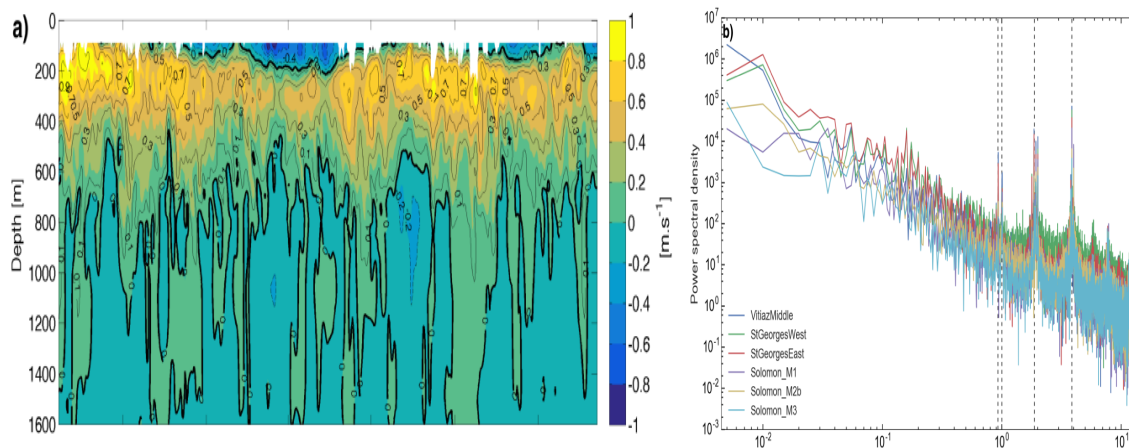 a)
0
200
400
600
800
1000
1200
1400
1600
Depth [m]
1
0.8
0.6
0.4
0.2
0
-0.2
-0.4
-0.6
-0.8
-1
[m.s⁻¹]
b)
10⁷
10⁶
10⁵
10⁴
10³
10²
10¹
10⁰
10⁻¹
10⁻²
10⁻³
Power spectral density
VitiazMiddle
StGeorgesWest
StGeorgesEast
Solomon_M1
Solomon_M2b
Solomon_M3
10⁻² 10⁻¹ 10⁰ 10¹